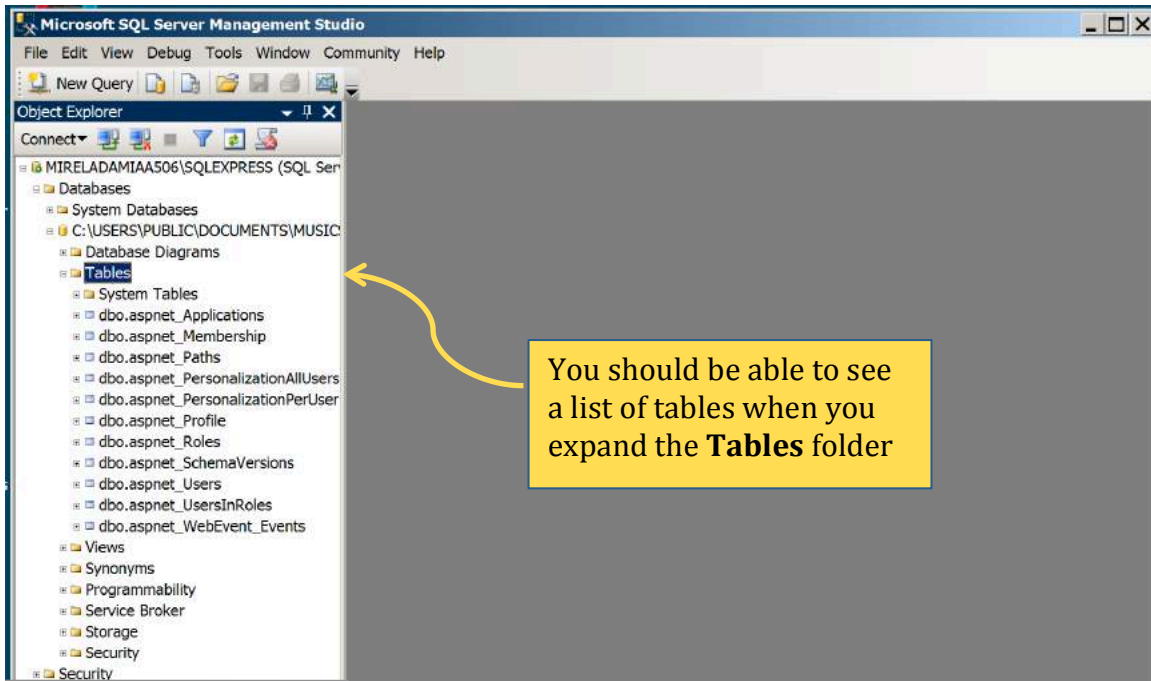 Microsoft SQL Server Management Studio
File Edit View Debug Tools Window Community Help
New Query
Object Explorer
Connect
MIRELADAMIAA506\SQLEXPRESS (SQL Ser
Databases
System Databases
C:\USERS\PUBLIC\DOCUMENTS\MUSIC
Database Diagrams
Tables
System Tables
dbo.aspnet_Applications
dbo.aspnet_Membership
dbo.aspnet_Paths
dbo.aspnet_PersonalizationAllUsers
dbo.aspnet_PersonalizationPerUser
dbo.aspnet_Profile
dbo.aspnet_Roles
dbo.aspnet_SchemaVersions
dbo.aspnet_Users
dbo.aspnet_UsersInRoles
dbo.aspnet_WebEvent_Events
Views
Synonyms
Programmability
Service Broker
Storage
Security
Security
You should be able to see
a list of tables when you
expand the Tables folder